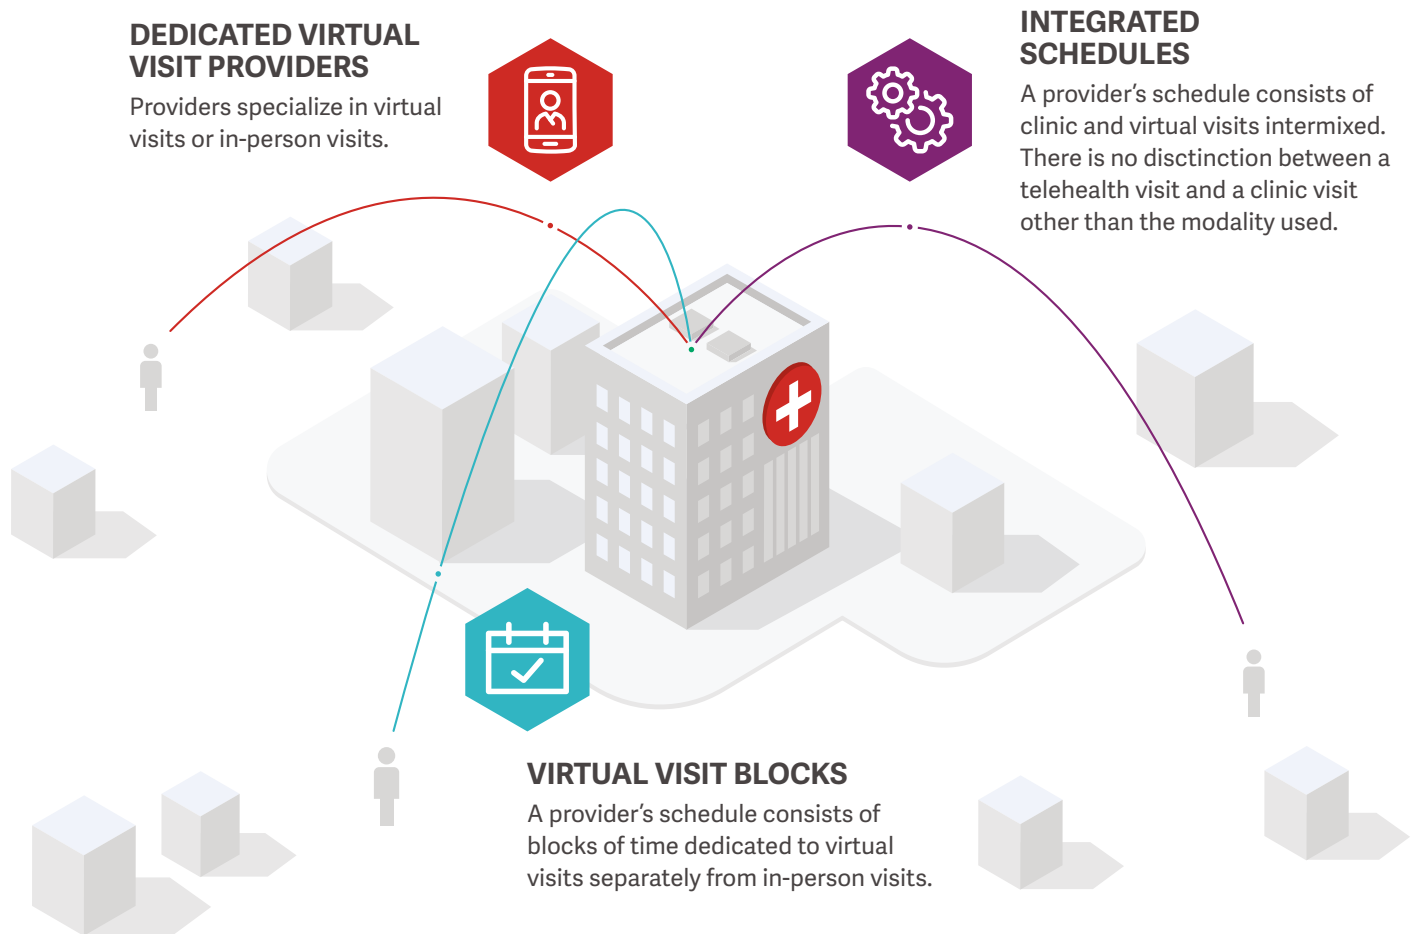 DEDICATED VIRTUAL
VISIT PROVIDERS
Providers specialize in virtual
visits or in-person visits.
INTEGRATED
SCHEDULES
A provider’s schedule consists of
clinic and virtual visits intermixed.
There is no disctinction between a
telehealth visit and a clinic visit
other than the modality used.
VIRTUAL VISIT BLOCKS
A provider’s schedule consists of
blocks of time dedicated to virtual
visits separately from in-person visits.